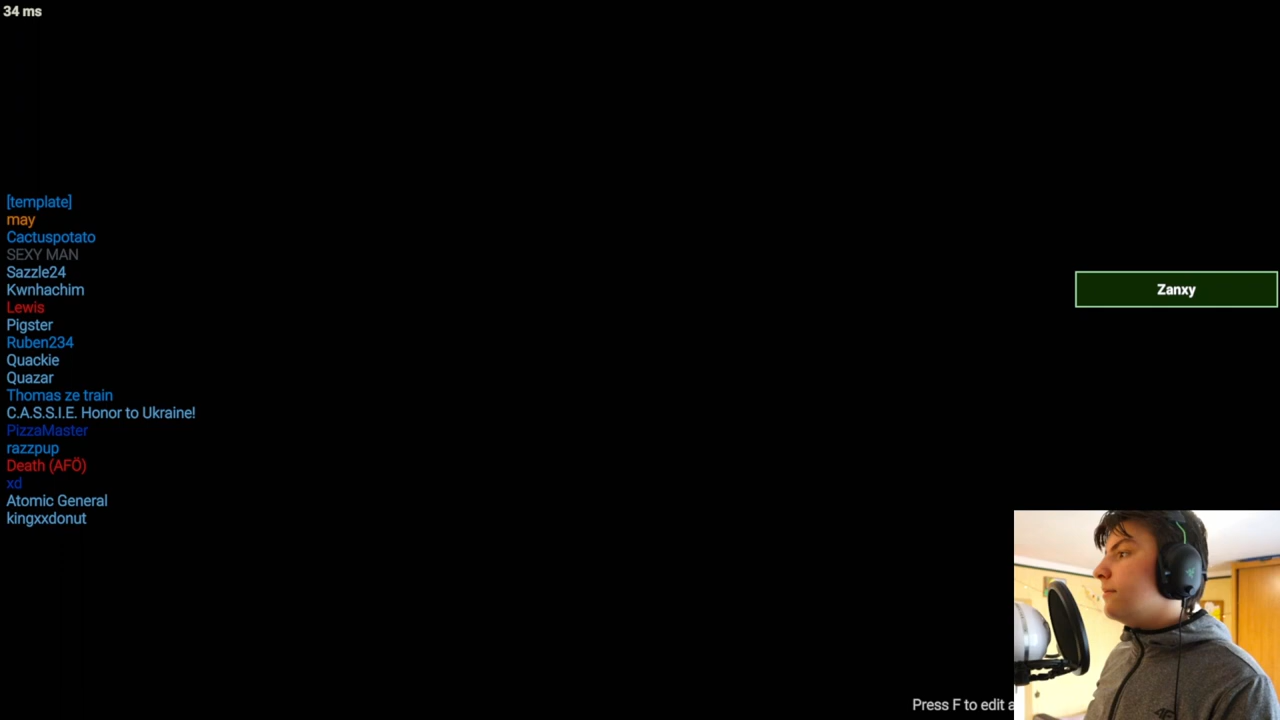 34 ms
[template]
may
Cactuspotato
SEXY MAN
Sazzle24
Kwnhachim
Lewis
Pigster
Zanxy
Ruben234
Quackie
Quazar
Thomas ze train
C.A.S.S.I.E. Honor to Ukraine!
PizzaMaster
razzpup
Death (AFÖ)
xd
Atomic General
kingxxdonut
Press F to edit a